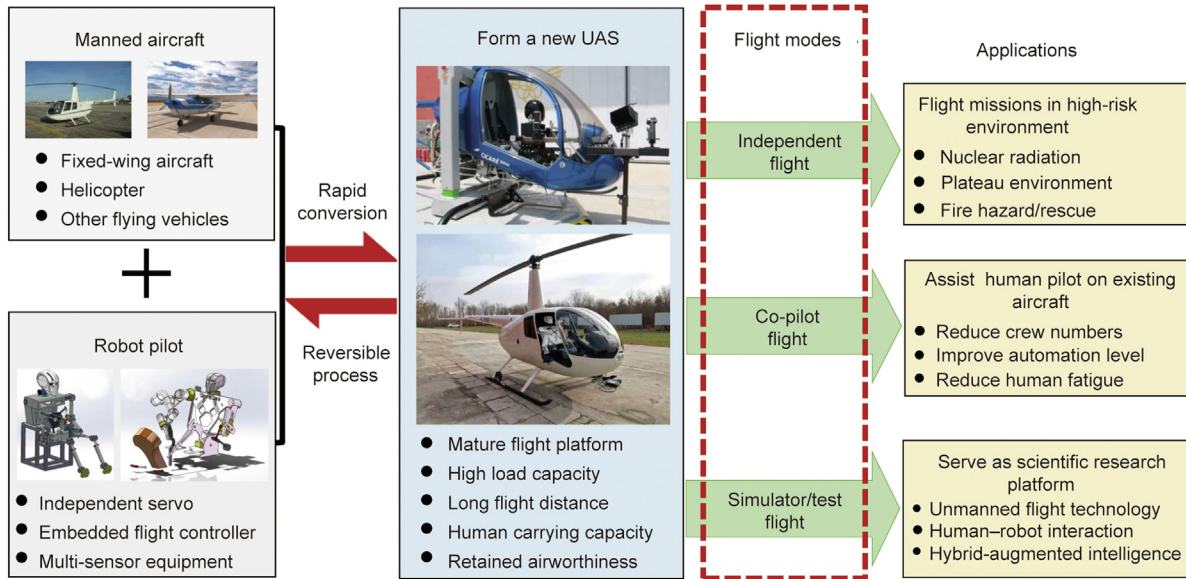 Manned aircraft
Fixed-wing aircraft
Helicopter
Other flying vehicles
Robot pilot
Independent servo
Embedded flight controller
Multi-sensor equipment
Rapid
conversion
Reversible
process
Form a new UAS
CICARÉ
Mature flight platform
High load capacity
Long flight distance
Human carrying capacity
Retained airworthiness
Flight modes
Independent
flight
Co-pilot
flight
Simulator/test
flight
Applications
Flight missions in high-risk
environment
Nuclear radiation
Plateau environment
Fire hazard/rescue
Assist human pilot on existing
aircraft
Reduce crew numbers
Improve automation level
Reduce human fatigue
Serve as scientific research
platform
Unmanned flight technology
Human–robot interaction
Hybrid-augmented intelligence